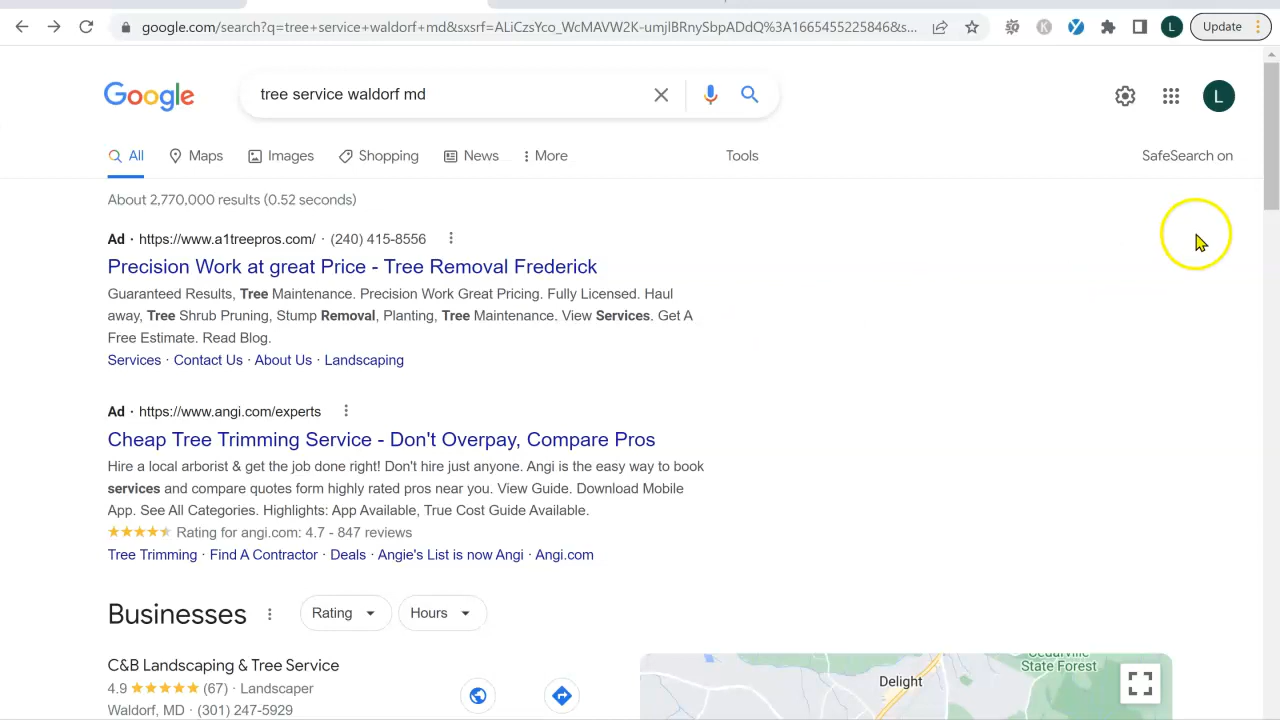 google.com/search?q=tree+service+waldorf+md&sxsrf=ALiCzsYco_WcMAVW2K-umjlBRnySbpADdQ%3A1665455225846&s...
K
L
Update
Google
tree service waldorf md
L
All
Maps
Images
Shopping
News
More
Tools
SafeSearch on
About 2,770,000 results (0.52 seconds)
Ad · https://www.a1treepros.com/ · (240) 415-8556
Precision Work at great Price - Tree Removal Frederick
Guaranteed Results, Tree Maintenance. Precision Work Great Pricing. Fully Licensed. Haul
away, Tree Shrub Pruning, Stump Removal, Planting, Tree Maintenance. View Services. Get A
Free Estimate. Read Blog.
Services · Contact Us · About Us · Landscaping
Ad · https://www.angi.com/experts
Cheap Tree Trimming Service - Don't Overpay, Compare Pros
Hire a local arborist & get the job done right! Don't hire just anyone. Angi is the easy way to book
services and compare quotes form highly rated pros near you. View Guide. Download Mobile
App. See All Categories. Highlights: App Available, True Cost Guide Available.
Rating for angi.com: 4.7 - 847 reviews
Tree Trimming · Find A Contractor · Deals · Angie's List is now Angi · Angi.com
Businesses
Rating
Hours
C&B Landscaping & Tree Service
4.9 ★★★★★ (67) · Landscaper
Waldorf, MD · (301) 247-5929
Cedarville
State Forest
Delight